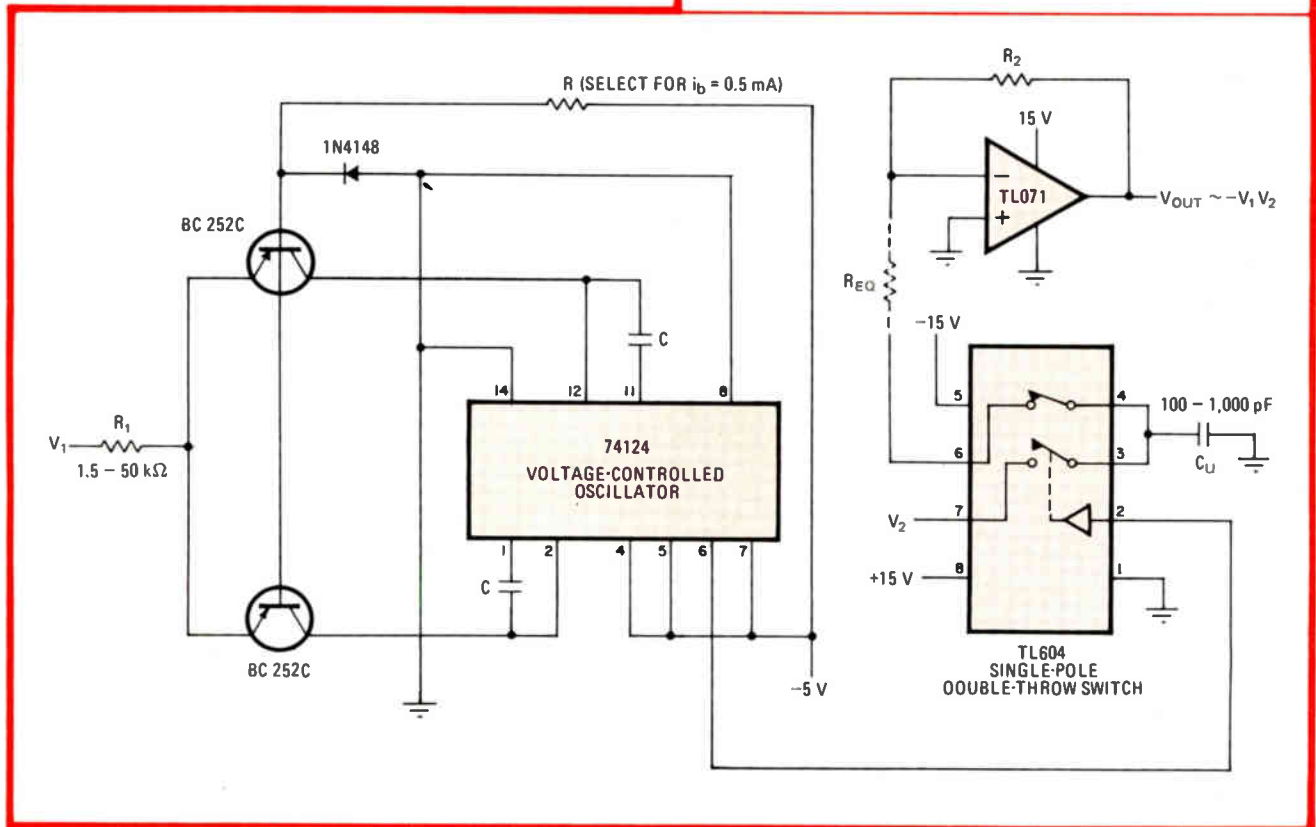 R (SELECT FOR ib = 0.5 mA)
1N4148
BC 252C
R2
15 V
−
TL071
+
VOUT ~ −V1 V2
REQ
−15 V
C
14
12
11
8
5
4
100 – 1,000 pF
V1
R1
1.5 – 50 kΩ
74124
VOLTAGE-CONTROLLED
OSCILLATOR
6
3
CU
V2
7
2
1
2
4
5
6
7
+15 V
8
1
C
BC 252C
−5 V
TL604
SINGLE-POLE
DOUBLE-THROW SWITCH